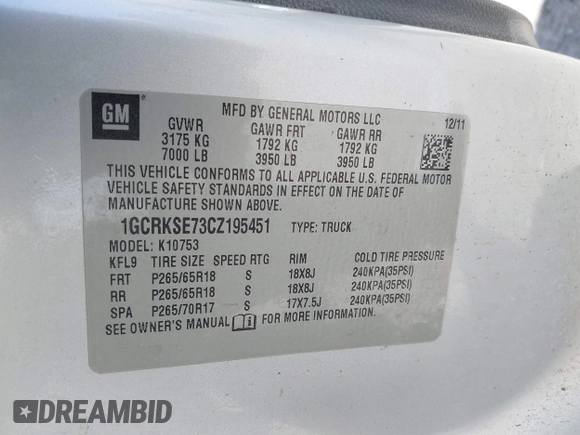 GM
MFD BY GENERAL MOTORS LLC
12/11
GVWR GAWR FRT GAWR RR
3175 KG 1792 KG 1792 KG
7000 LB 3950 LB 3950 LB
THIS VEHICLE CONFORMS TO ALL APPLICABLE U.S. FEDERAL MOTOR
VEHICLE SAFETY STANDARDS IN EFFECT ON THE DATE OF
MANUFACTURE SHOWN ABOVE.
1GCRKSE73CZ195451 TYPE: TRUCK
MODEL: K10753
KFL9 TIRE SIZE SPEED RTG RIM COLD TIRE PRESSURE
FRT P265/65R18 S 18X8J 240KPA(35PSI)
RR P265/65R18 S 18X8J 240KPA(35PSI)
SPA P265/70R17 S 17X7.5J 240KPA(35PSI)
SEE OWNER'S MANUAL FOR MORE INFORMATION.
DREAMBID